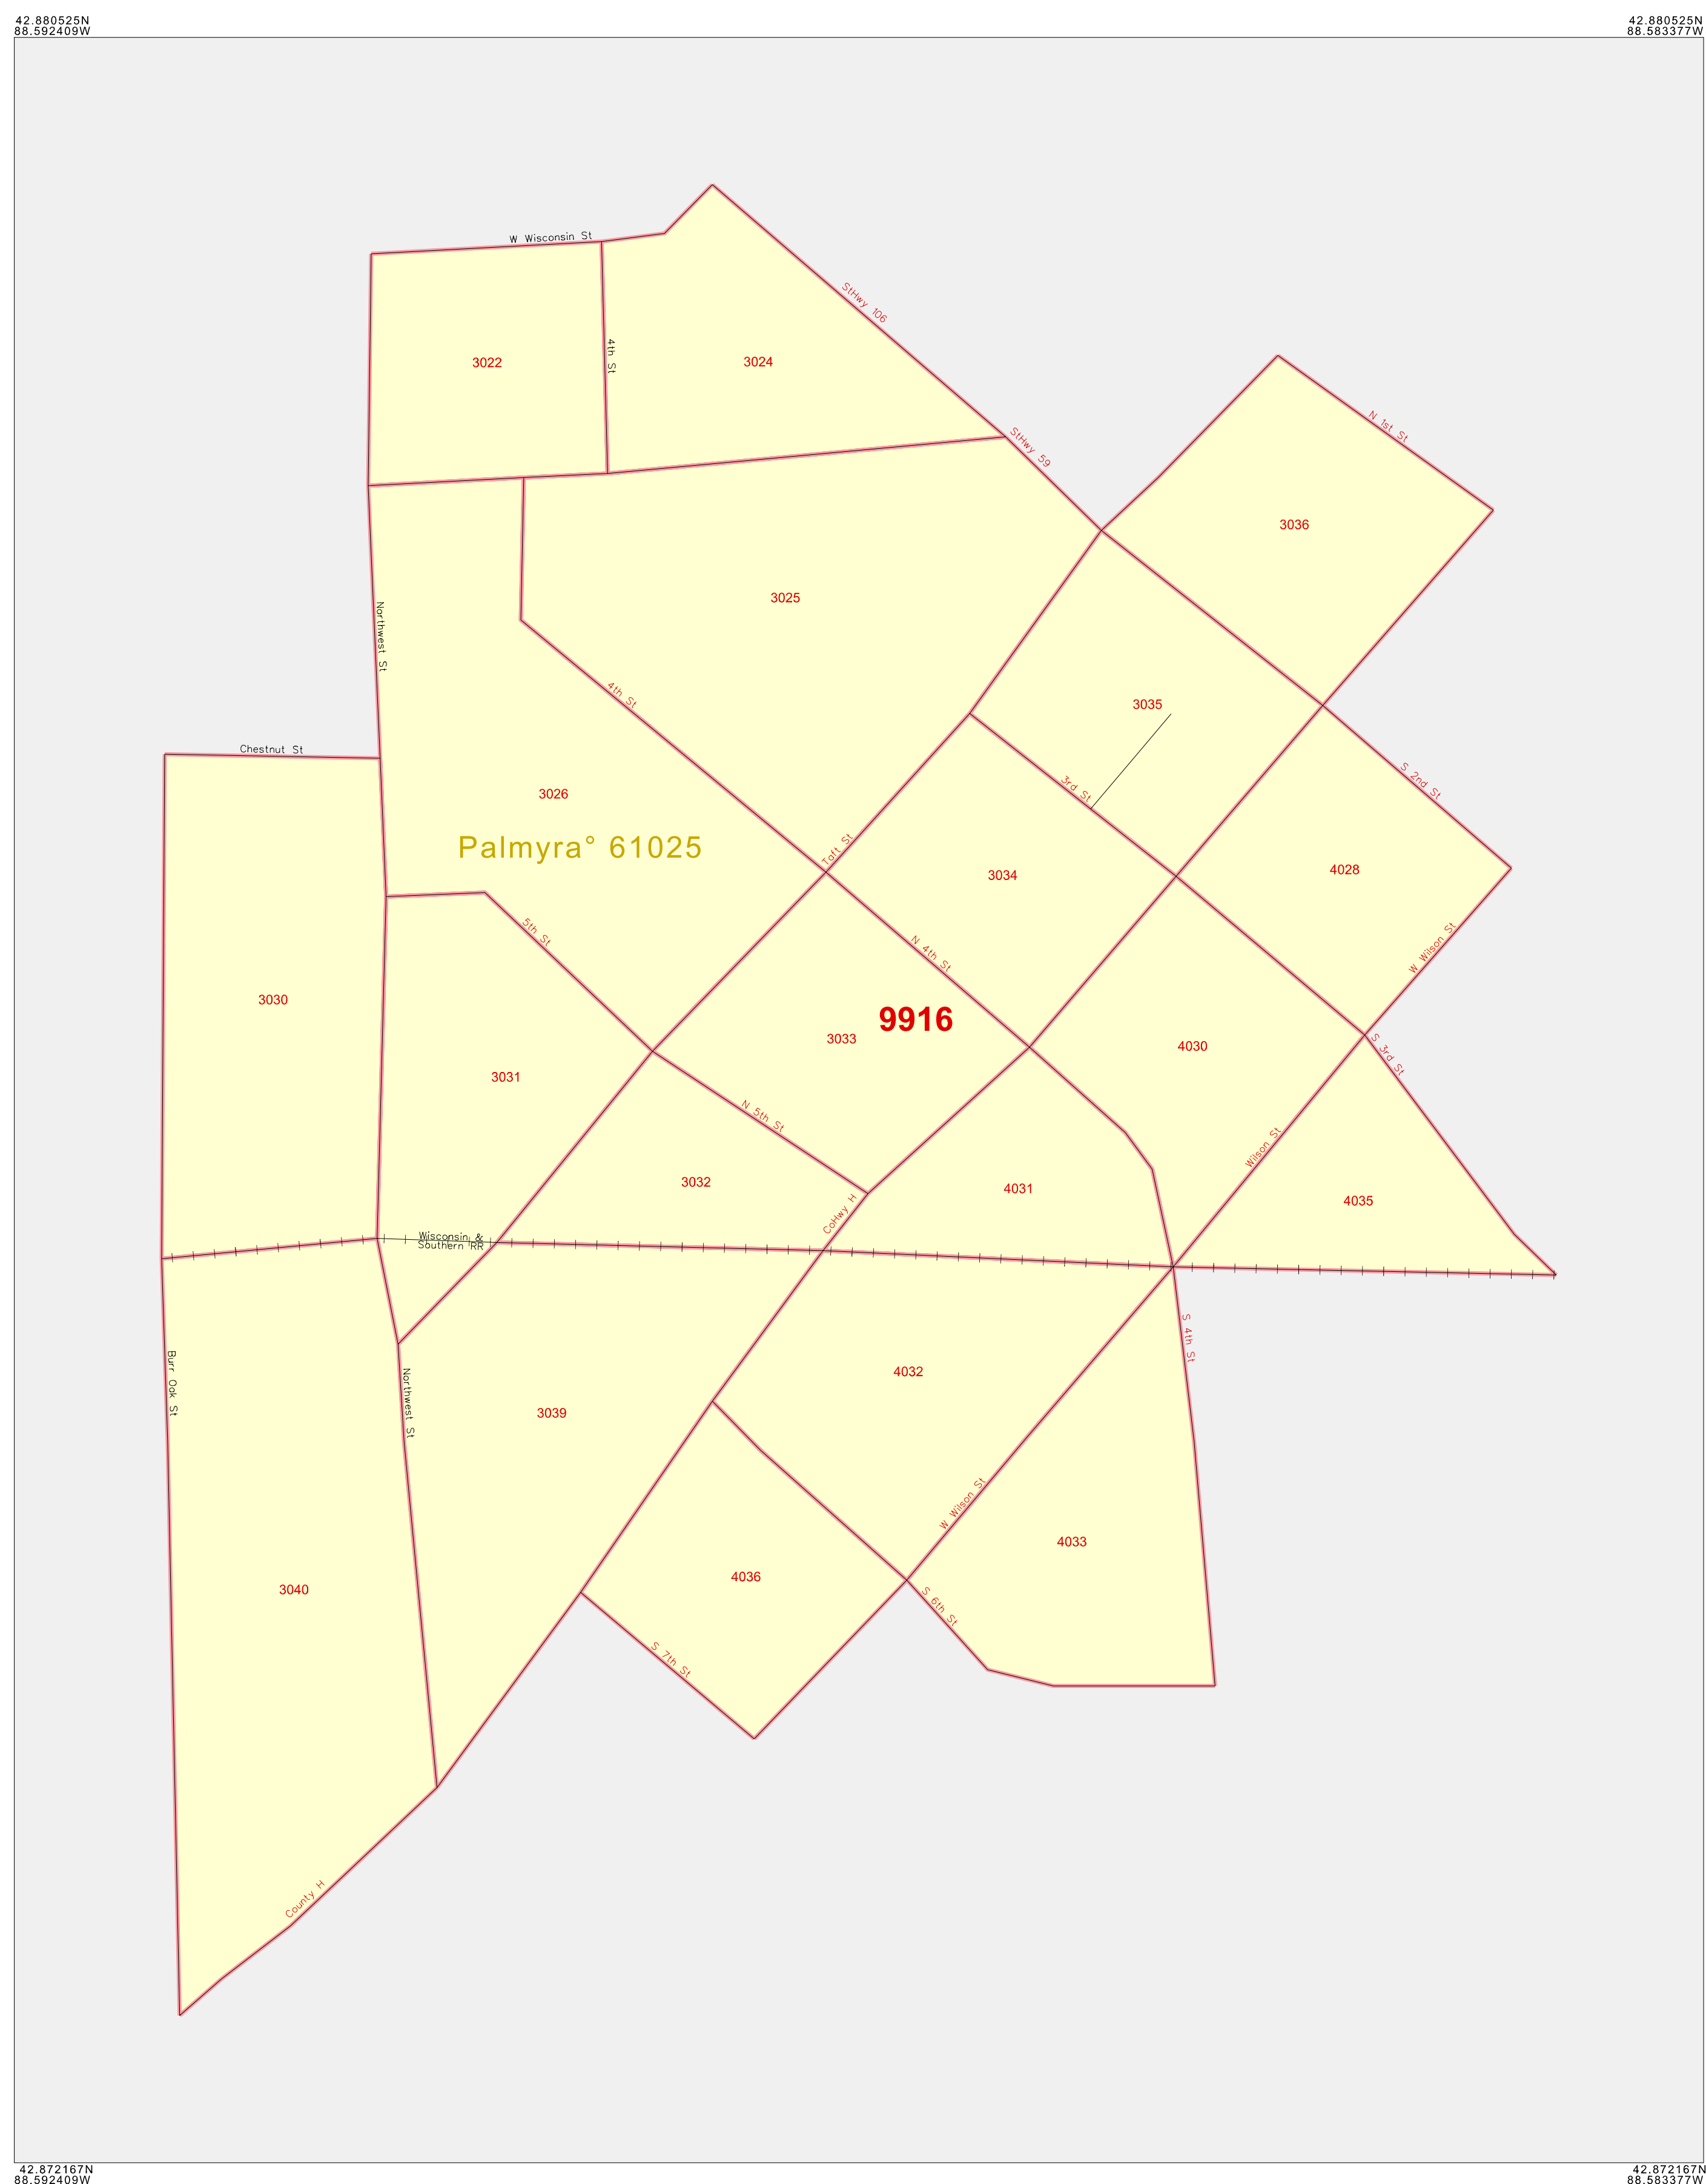 42.880525N
88.592409W
42.880525N
88.583377W
W Wisconsin St
StHwy 106
4th St
3022
3024
N 1st St
StHwy 59
3036
3025
Northwest St
4th St
3035
Chestnut St
3rd St
S 2nd St
3026
Palmyra° 61025
Taft St
3034
4028
5th St
N 4th St
W Wilson St
3030
9916
3033
4030
S 3rd St
3031
N 5th St
Wilson St
3032
4031
4035
CoHwy H
Wisconsin &
Southern RR
S 4th St
Burr Oak St
Northwest St
4032
3039
W Wilson St
4033
4036
3040
S 6th St
S 7th St
County H
42.872167N
88.592409W
42.872167N
88.583377W